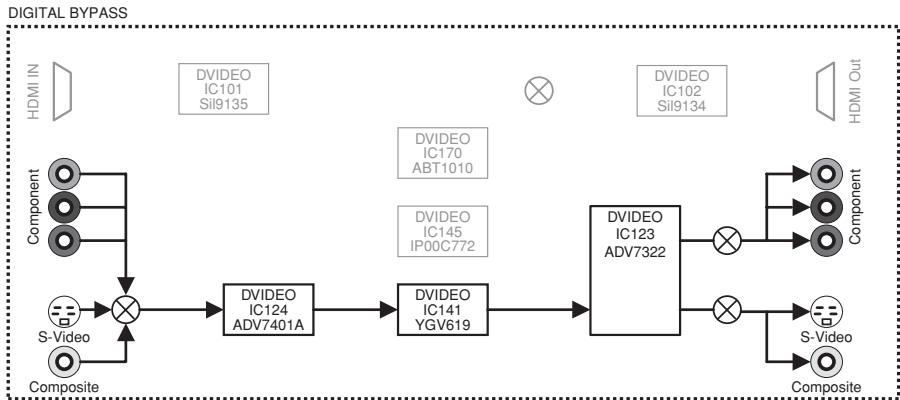 DIGITAL BYPASS
HDMI IN
DVIDEO
IC101
Sil9135
DVIDEO
IC102
Sil9134
HDMI Out
DVIDEO
IC170
ABT1010
Component
DVIDEO
IC145
IP00C772
DVIDEO
IC123
ADV7322
Component
S-Video
DVIDEO
IC124
ADV7401A
DVIDEO
IC141
YGV619
S-Video
Composite
Composite